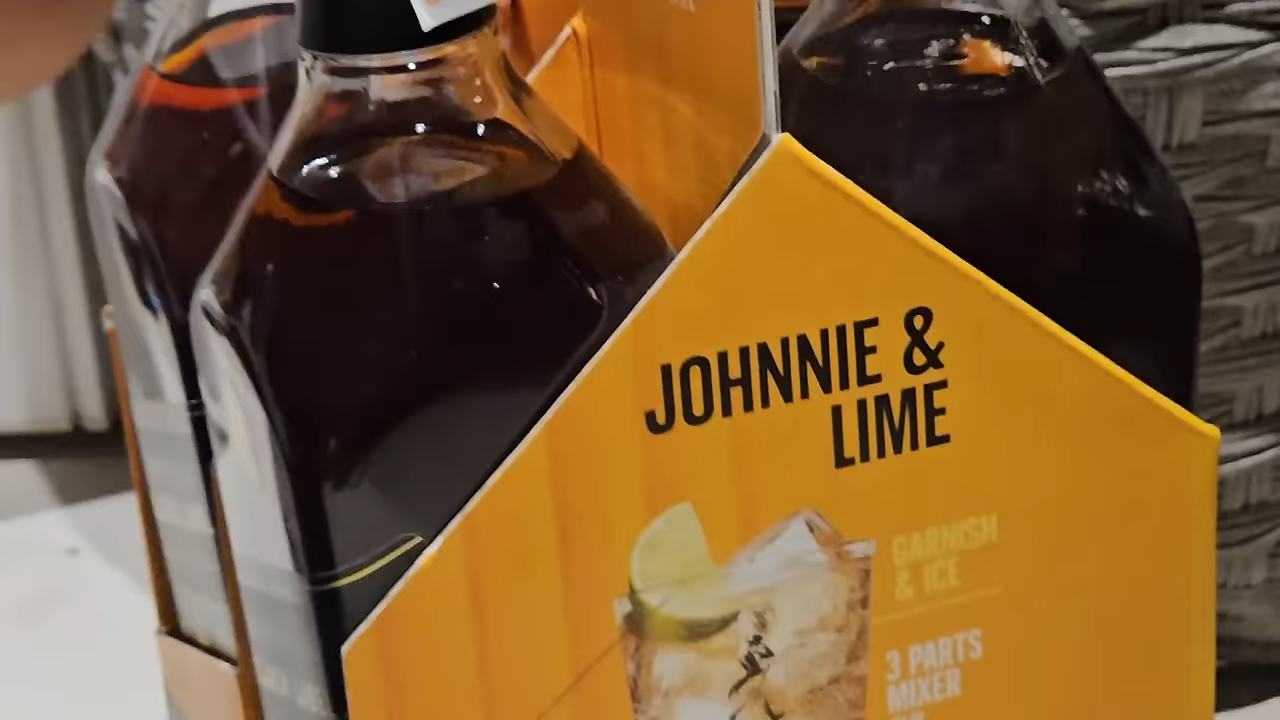 JOHNNIE &
LIME
GARNISH
& ICE
3 PARTS
MIXER